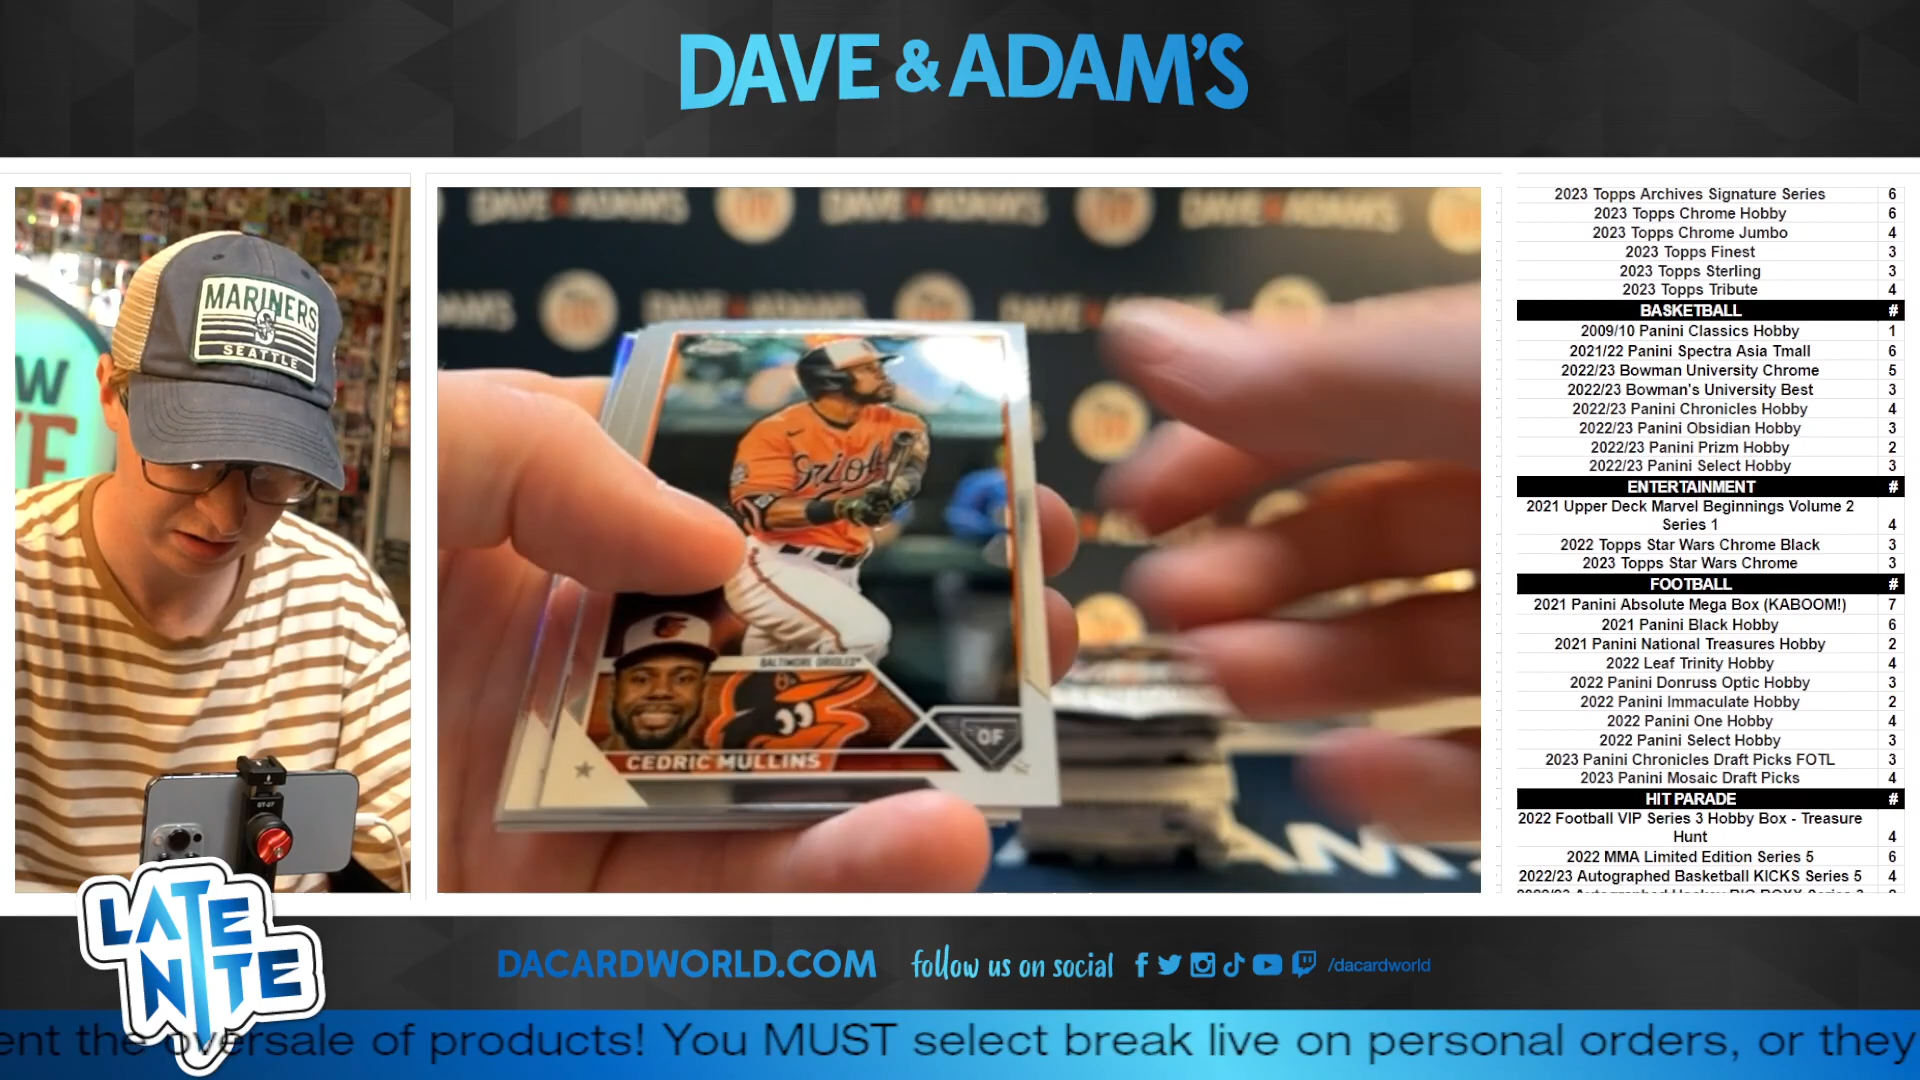 DAVE & ADAM'S
MARINERS
SEATTLE
Orioles
BALTIMORE ORIOLES
CEDRIC MULLINS
OF
2023 Topps Archives Signature Series 6
2023 Topps Chrome Hobby 6
2023 Topps Chrome Jumbo 4
2023 Topps Finest 3
2023 Topps Sterling 3
2023 Topps Tribute 4
BASKETBALL #
2009/10 Panini Classics Hobby 1
2021/22 Panini Spectra Asia Tmall 6
2022/23 Bowman University Chrome 5
2022/23 Bowman's University Best 3
2022/23 Panini Chronicles Hobby 4
2022/23 Panini Obsidian Hobby 3
2022/23 Panini Prizm Hobby 2
2022/23 Panini Select Hobby 3
ENTERTAINMENT #
2021 Upper Deck Marvel Beginnings Volume 2
Series 1 4
2022 Topps Star Wars Chrome Black 3
2023 Topps Star Wars Chrome 3
FOOTBALL #
2021 Panini Absolute Mega Box (KABOOM!) 7
2021 Panini Black Hobby 6
2021 Panini National Treasures Hobby 2
2022 Leaf Trinity Hobby 4
2022 Panini Donruss Optic Hobby 3
2022 Panini Immaculate Hobby 2
2022 Panini One Hobby 4
2022 Panini Select Hobby 3
2023 Panini Chronicles Draft Picks FOTL 3
2023 Panini Mosaic Draft Picks 4
HIT PARADE #
2022 Football VIP Series 3 Hobby Box - Treasure
Hunt 4
2022 MMA Limited Edition Series 5 6
2022/23 Autographed Basketball KICKS Series 5 4
LATE
NITE
DACARDWORLD.COM follow us on social /dacardworld
ent the oversale of products! You MUST select break live on personal orders, or they